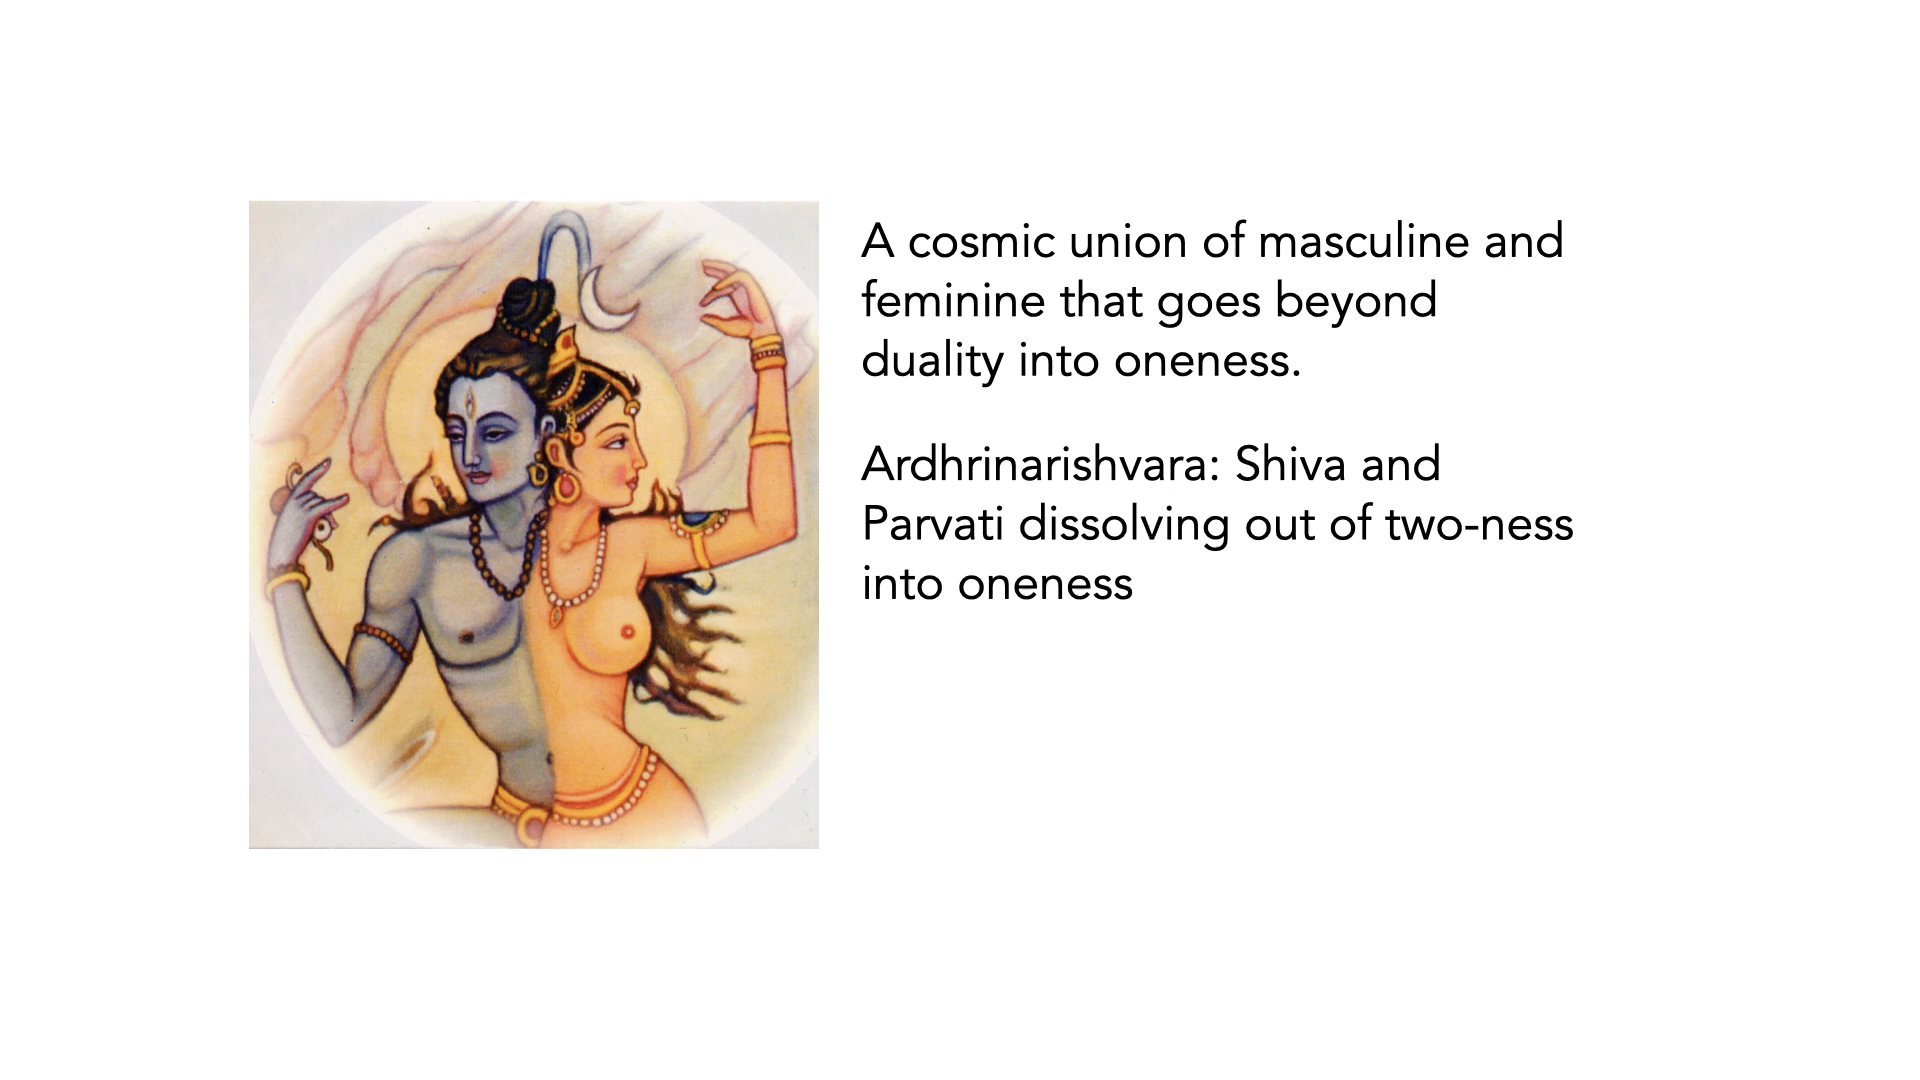 A cosmic union of masculine and
feminine that goes beyond
duality into oneness.
Ardhrinarishvara: Shiva and
Parvati dissolving out of two-ness
into oneness